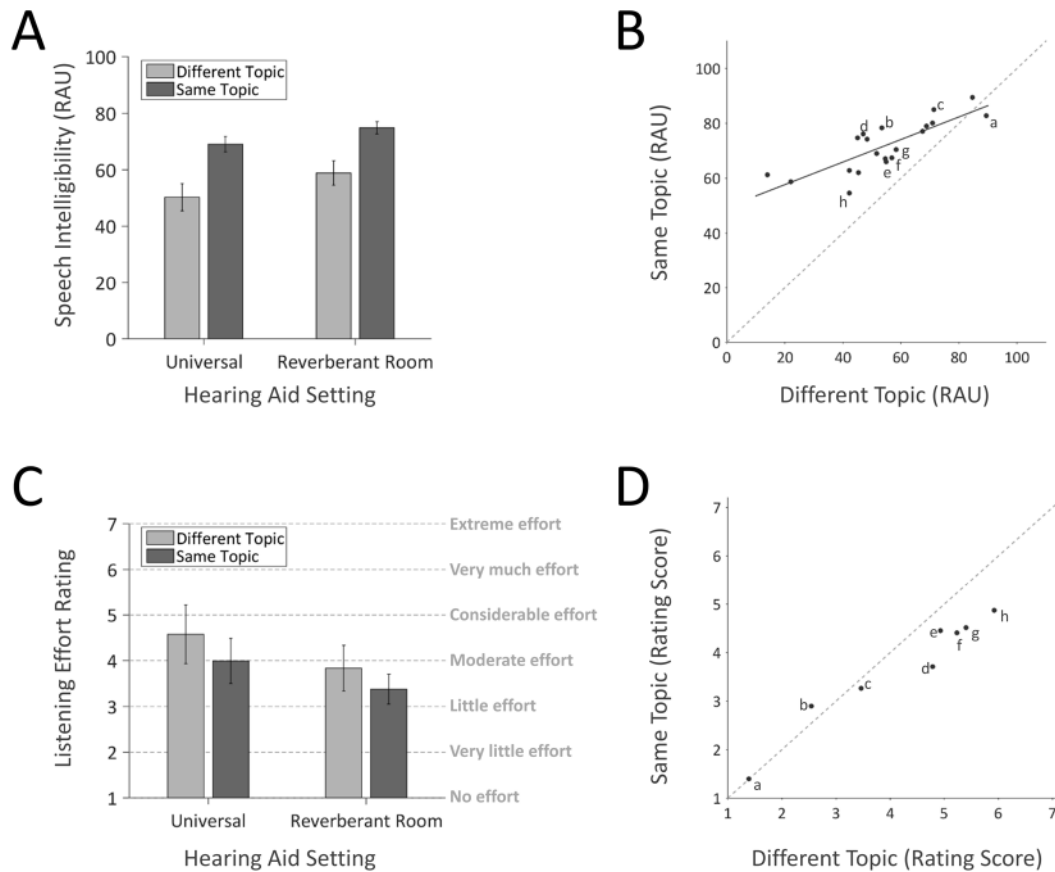 A
100
80
60
40
20
0
Speech Intelligibility (RAU)
Different Topic
Same Topic
Universal
Reverberant Room
Hearing Aid Setting
B
100
80
60
40
20
0
Same Topic (RAU)
a
b
c
d
e
f
g
h
0 20 40 60 80 100
Different Topic (RAU)
C
7
6
5
4
3
2
1
Listening Effort Rating
Different Topic
Same Topic
Extreme effort
Very much effort
Considerable effort
Moderate effort
Little effort
Very little effort
No effort
Universal
Reverberant Room
Hearing Aid Setting
D
7
6
5
4
3
2
1
Same Topic (Rating Score)
a
b
c
d
e
f
g
h
1 2 3 4 5 6 7
Different Topic (Rating Score)